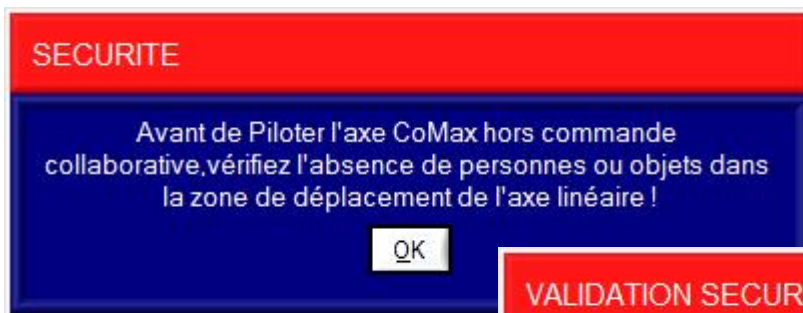 SECURITE
Avant de Piloter l'axe CoMax hors commande
collaborative,vérifiez l'absence de personnes ou objets dans
la zone de déplacement de l'axe linéaire !
OK
VALIDATION SECUR